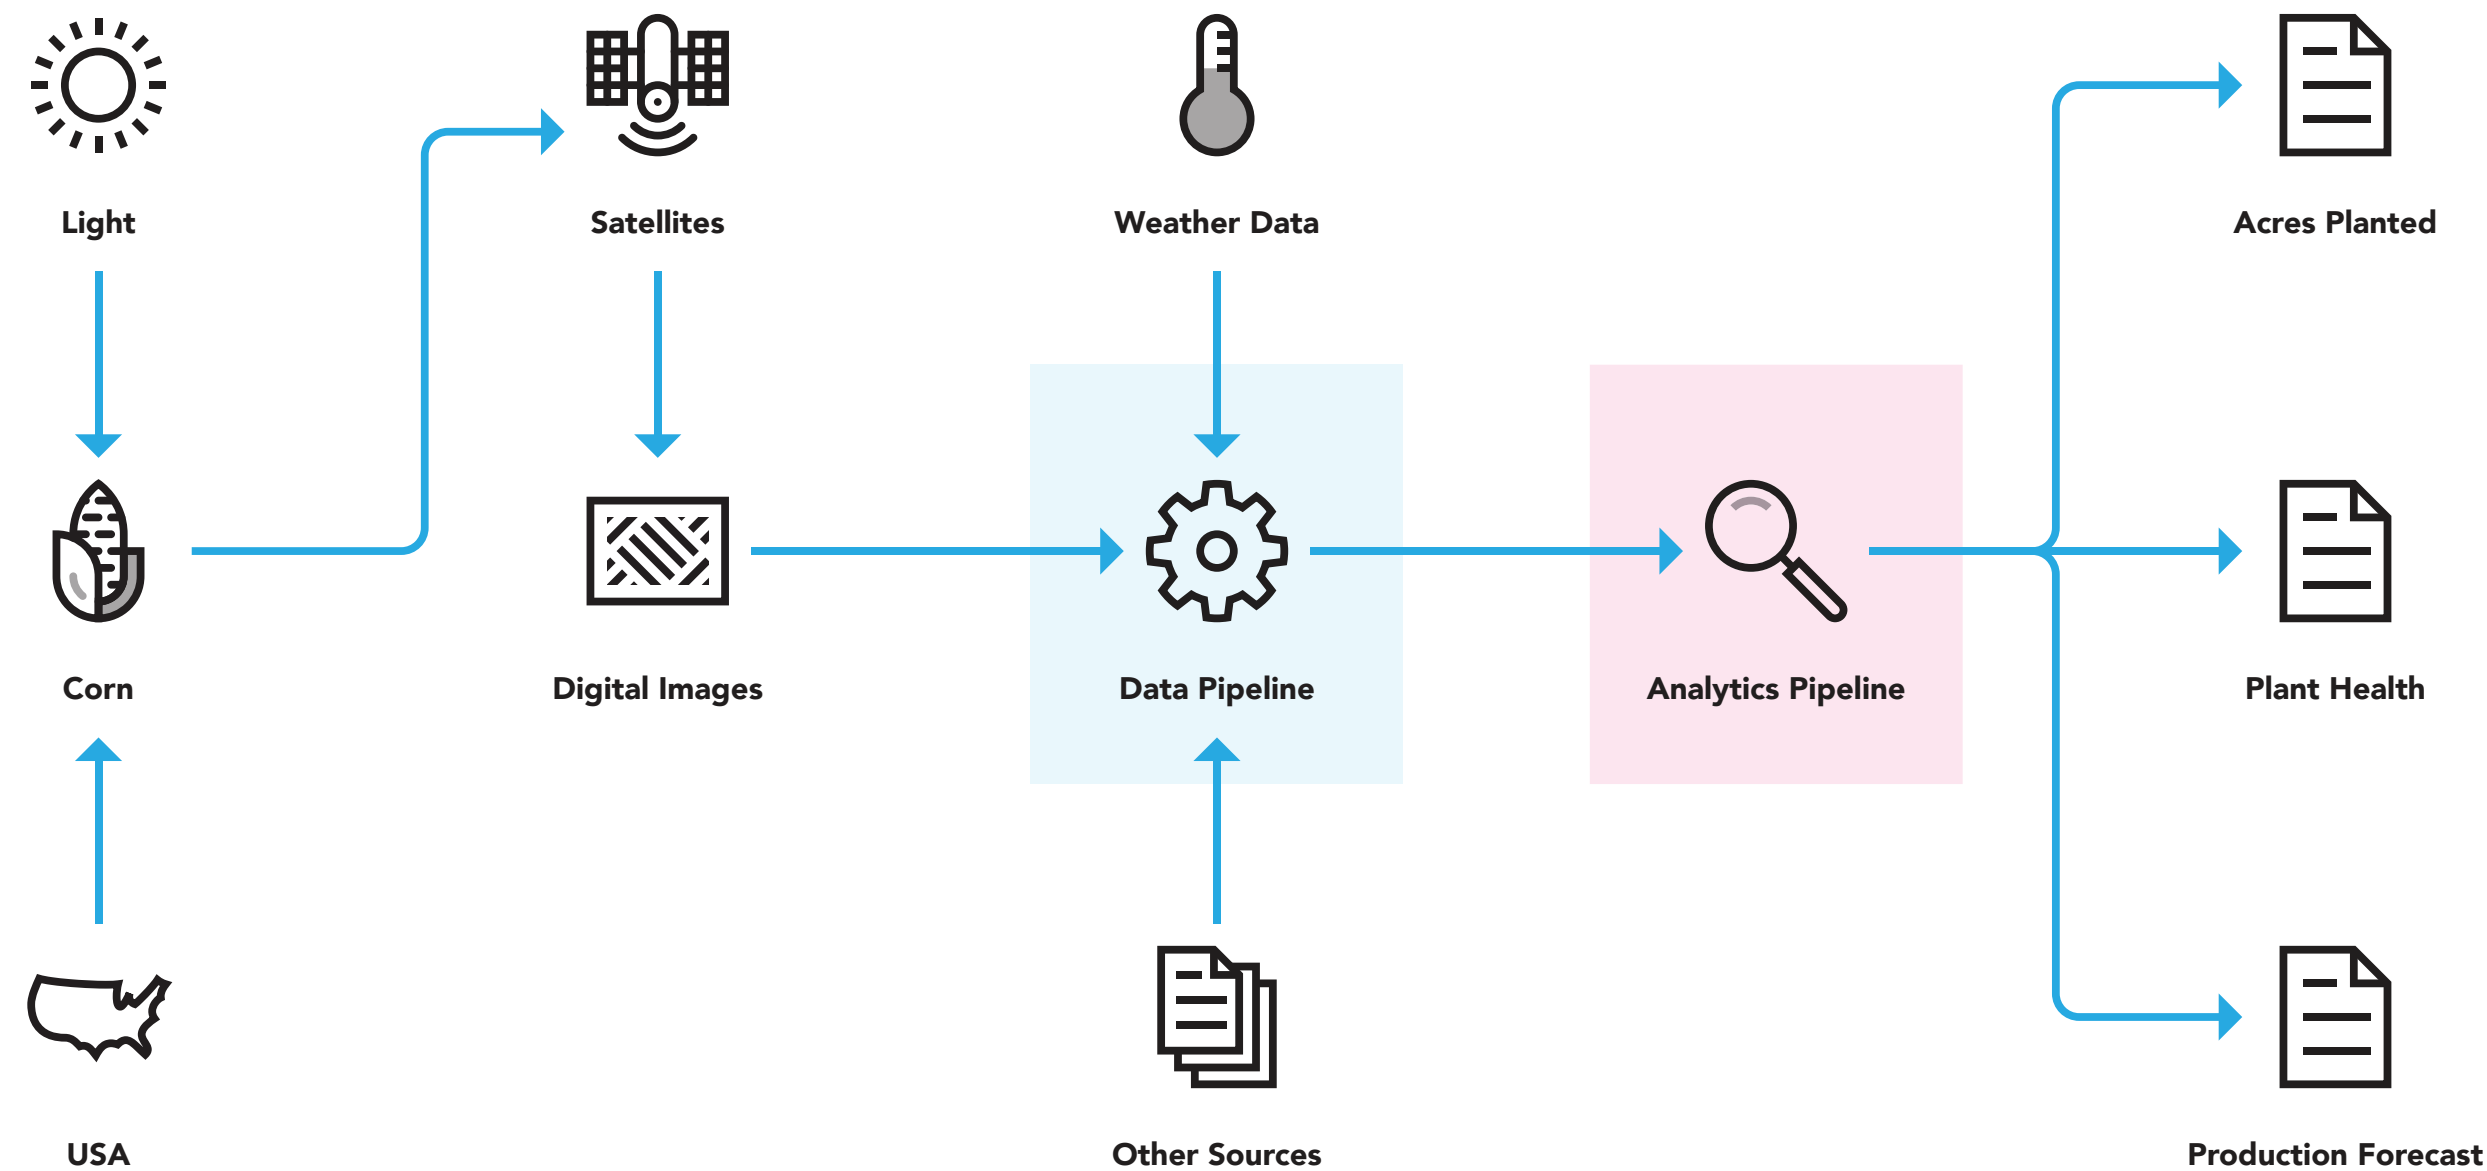 Light
Satellites
Weather Data
Acres Planted
Corn
Digital Images
Data Pipeline
Analytics Pipeline
Plant Health
USA
Other Sources
Production Forecast